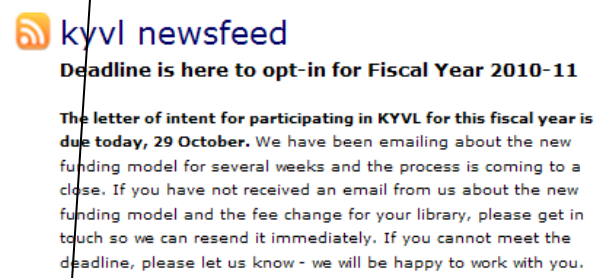 kyvl newsfeed
Deadline is here to opt-in for Fiscal Year 2010-11
The letter of intent for participating in KYVL for this fiscal year is
due today, 29 October. We have been emailing about the new
funding model for several weeks and the process is coming to a
close. If you have not received an email from us about the new
funding model and the fee change for your library, please get in
touch so we can resend it immediately. If you cannot meet the
deadline, please let us know - we will be happy to work with you.